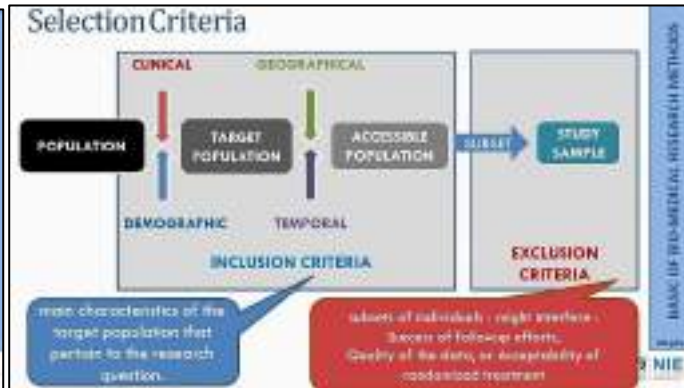 Selection Criteria
CLINICAL
GEOGRAPHICAL
POPULATION
TARGET
POPULATION
ACCESSIBLE
POPULATION
SUBSET
STUDY
SAMPLE
DEMOGRAPHIC
TEMPORAL
INCLUSION CRITERIA
EXCLUSION
CRITERIA
main characteristics of the
target population that
pertain to the research
question.
subsets of individuals - might interfere -
Success of follow-up efforts,
Quality of the data, or Acceptability of
randomized treatment
BASIC OF BIO-MEDICAL RESEARCH METHODS
NIE